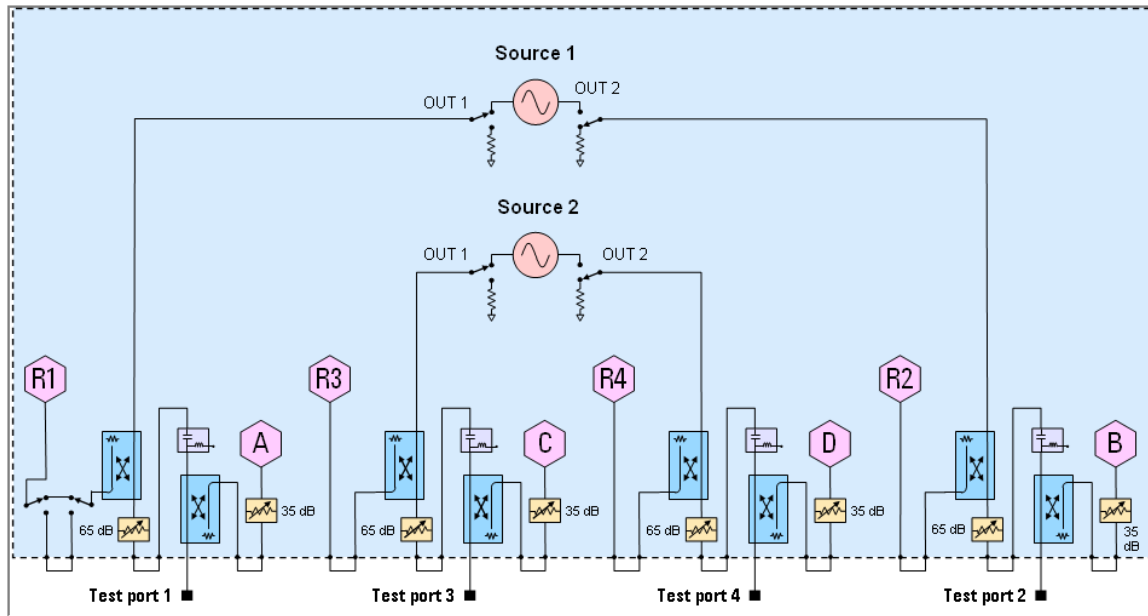 Source 1
OUT 1
OUT 2
Source 2
OUT 1
OUT 2
R1
R3
R4
R2
A
C
D
B
65 dB
35 dB
65 dB
35 dB
65 dB
35 dB
65 dB
35
dB
Test port 1
Test port 3
Test port 4
Test port 2